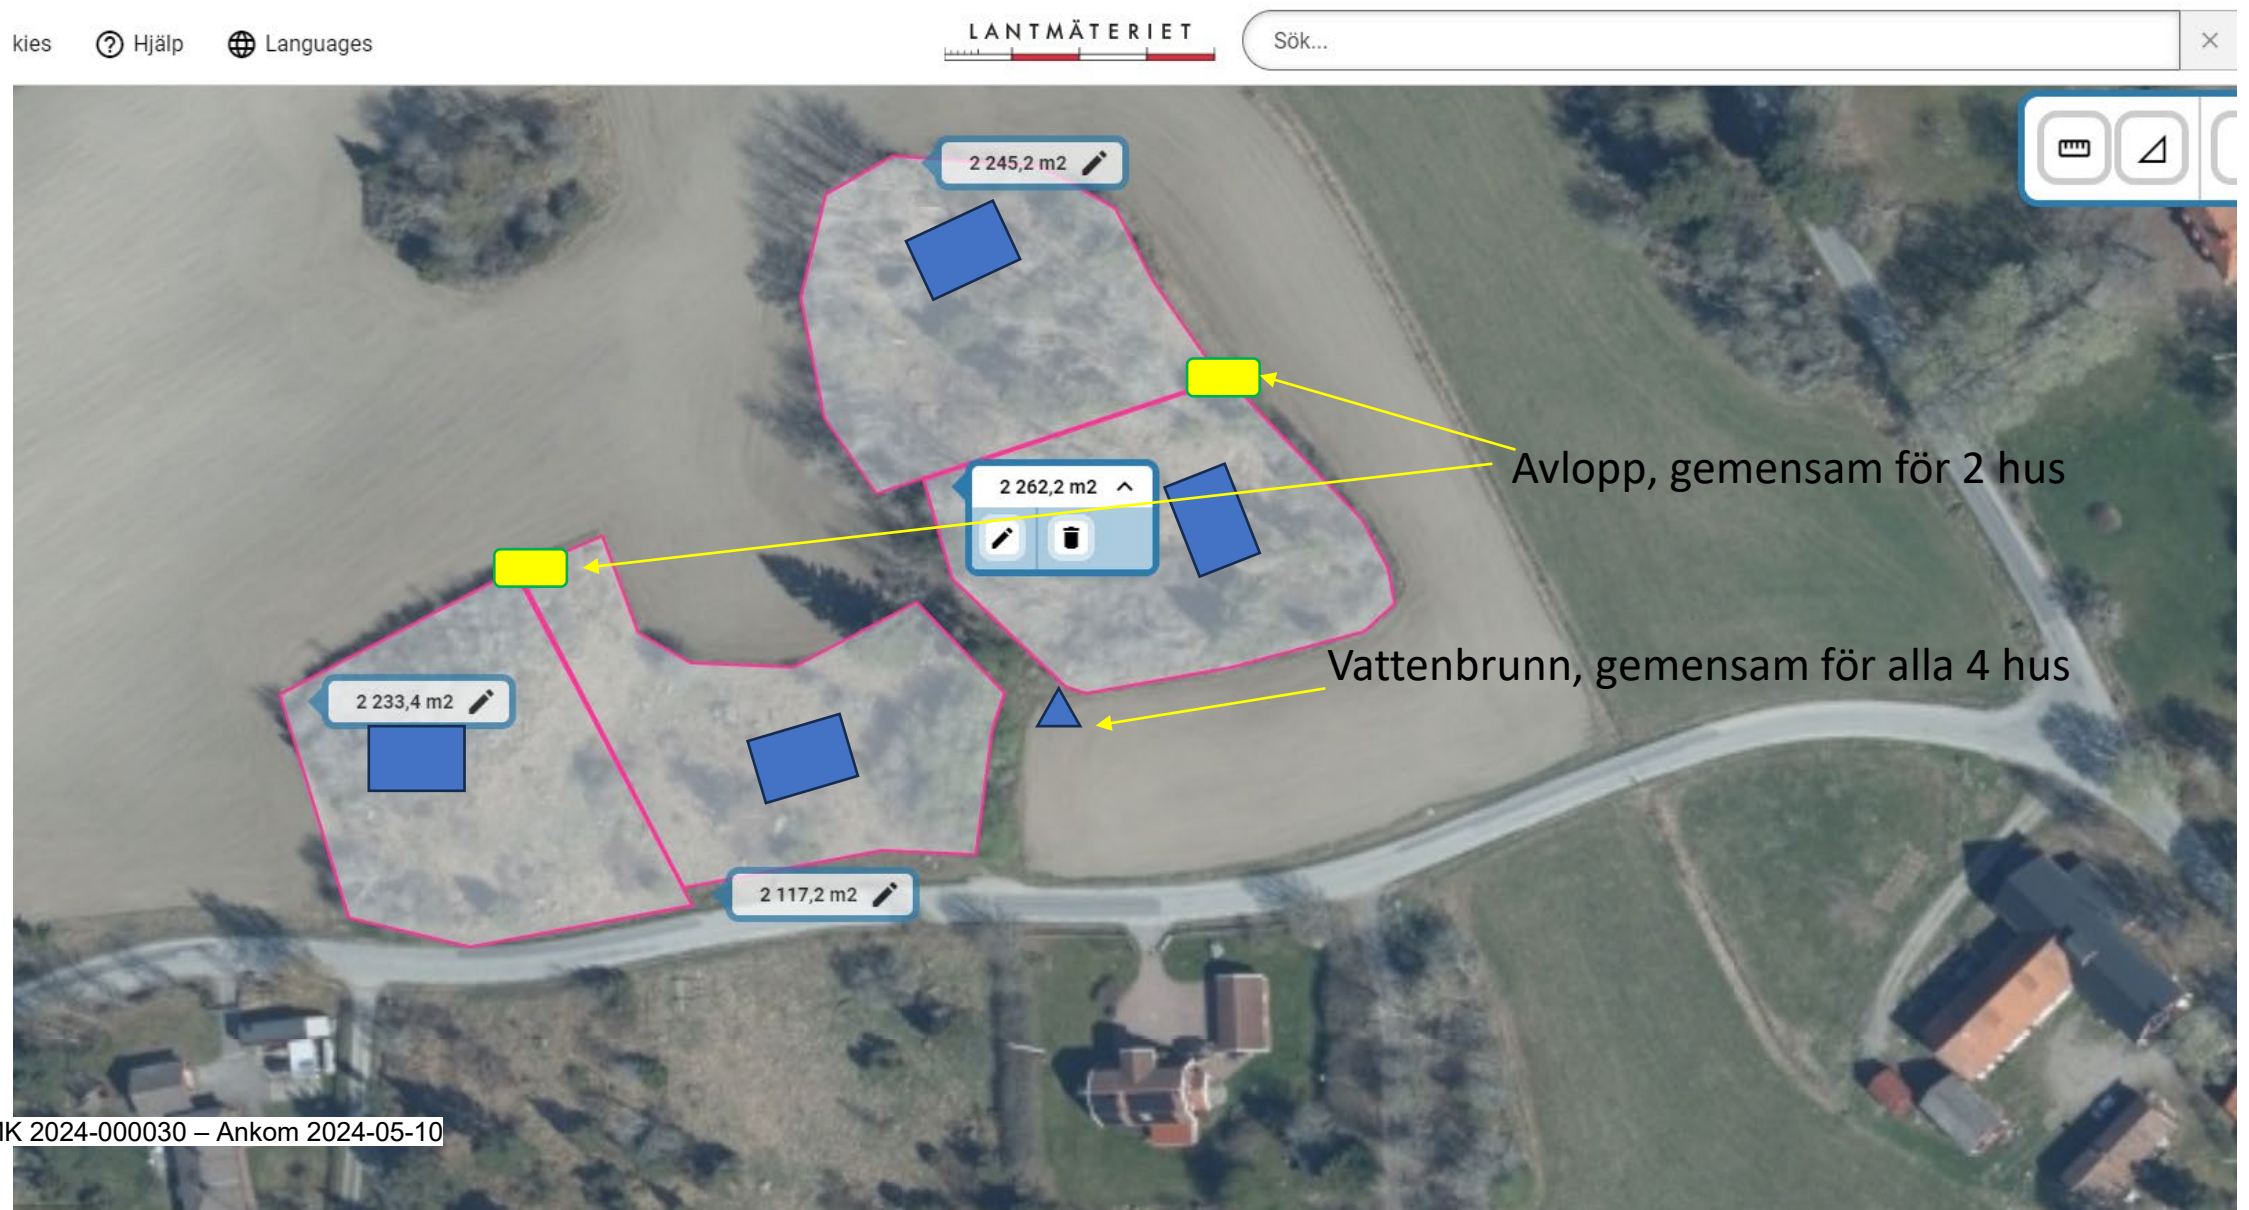 kies Hjälp Languages LANTMÄTERIET Sök...
2 245,2 m2
Avlopp, gemensam för 2 hus
2 262,2 m2
Vattenbrunn, gemensam för alla 4 hus
2 233,4 m2
2 117,2 m2
2024-000030 – Ankom 2024-05-10